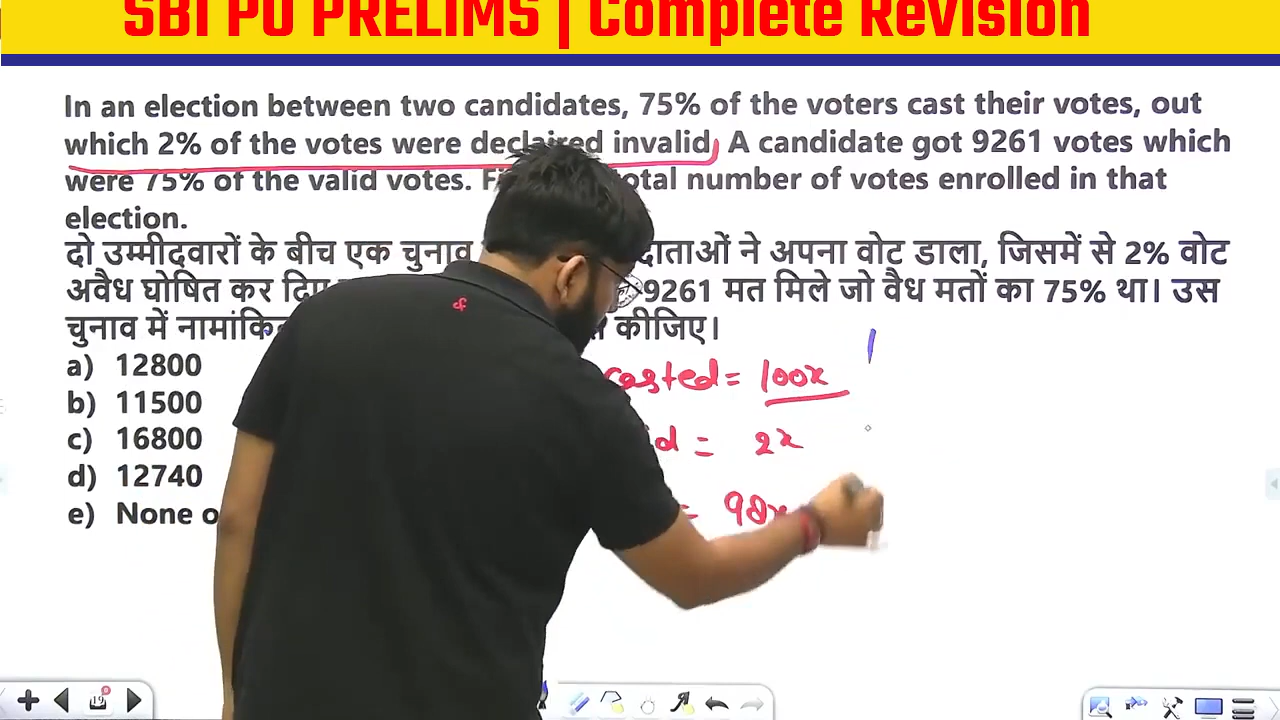 SBI PO PRELIMS | Complete Revision
In an election between two candidates, 75% of the voters cast their votes, out
which 2% of the votes were declaired invalid. A candidate got 9261 votes which
were 75% of the valid votes. total number of votes enrolled in that
election.
दो उम्मीदवारों के बीच एक चुनाव ने अपना वोट डाला, जिसमें से 2% वोट
अवैध घोषित कर 9261 मत मिले जो वैध मतों का 75% था। उस
चुनाव में कीजिए।
a) 12800
b) 11500
c) 16800
d) 12740
e) None
casted = 100x
= 2x
= 98x
19